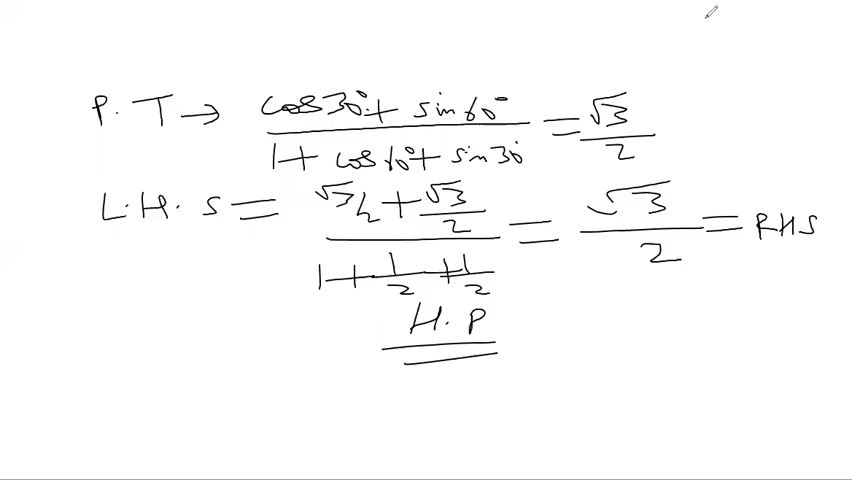 P.T → (cos30° + sin60°) / (1 + cos60° + sin30°) = √3 / 2
L.H.S = (√3/2 + √3/2) / (1 + 1/2 + 1/2) = √3 / 2 = RHS
H.P